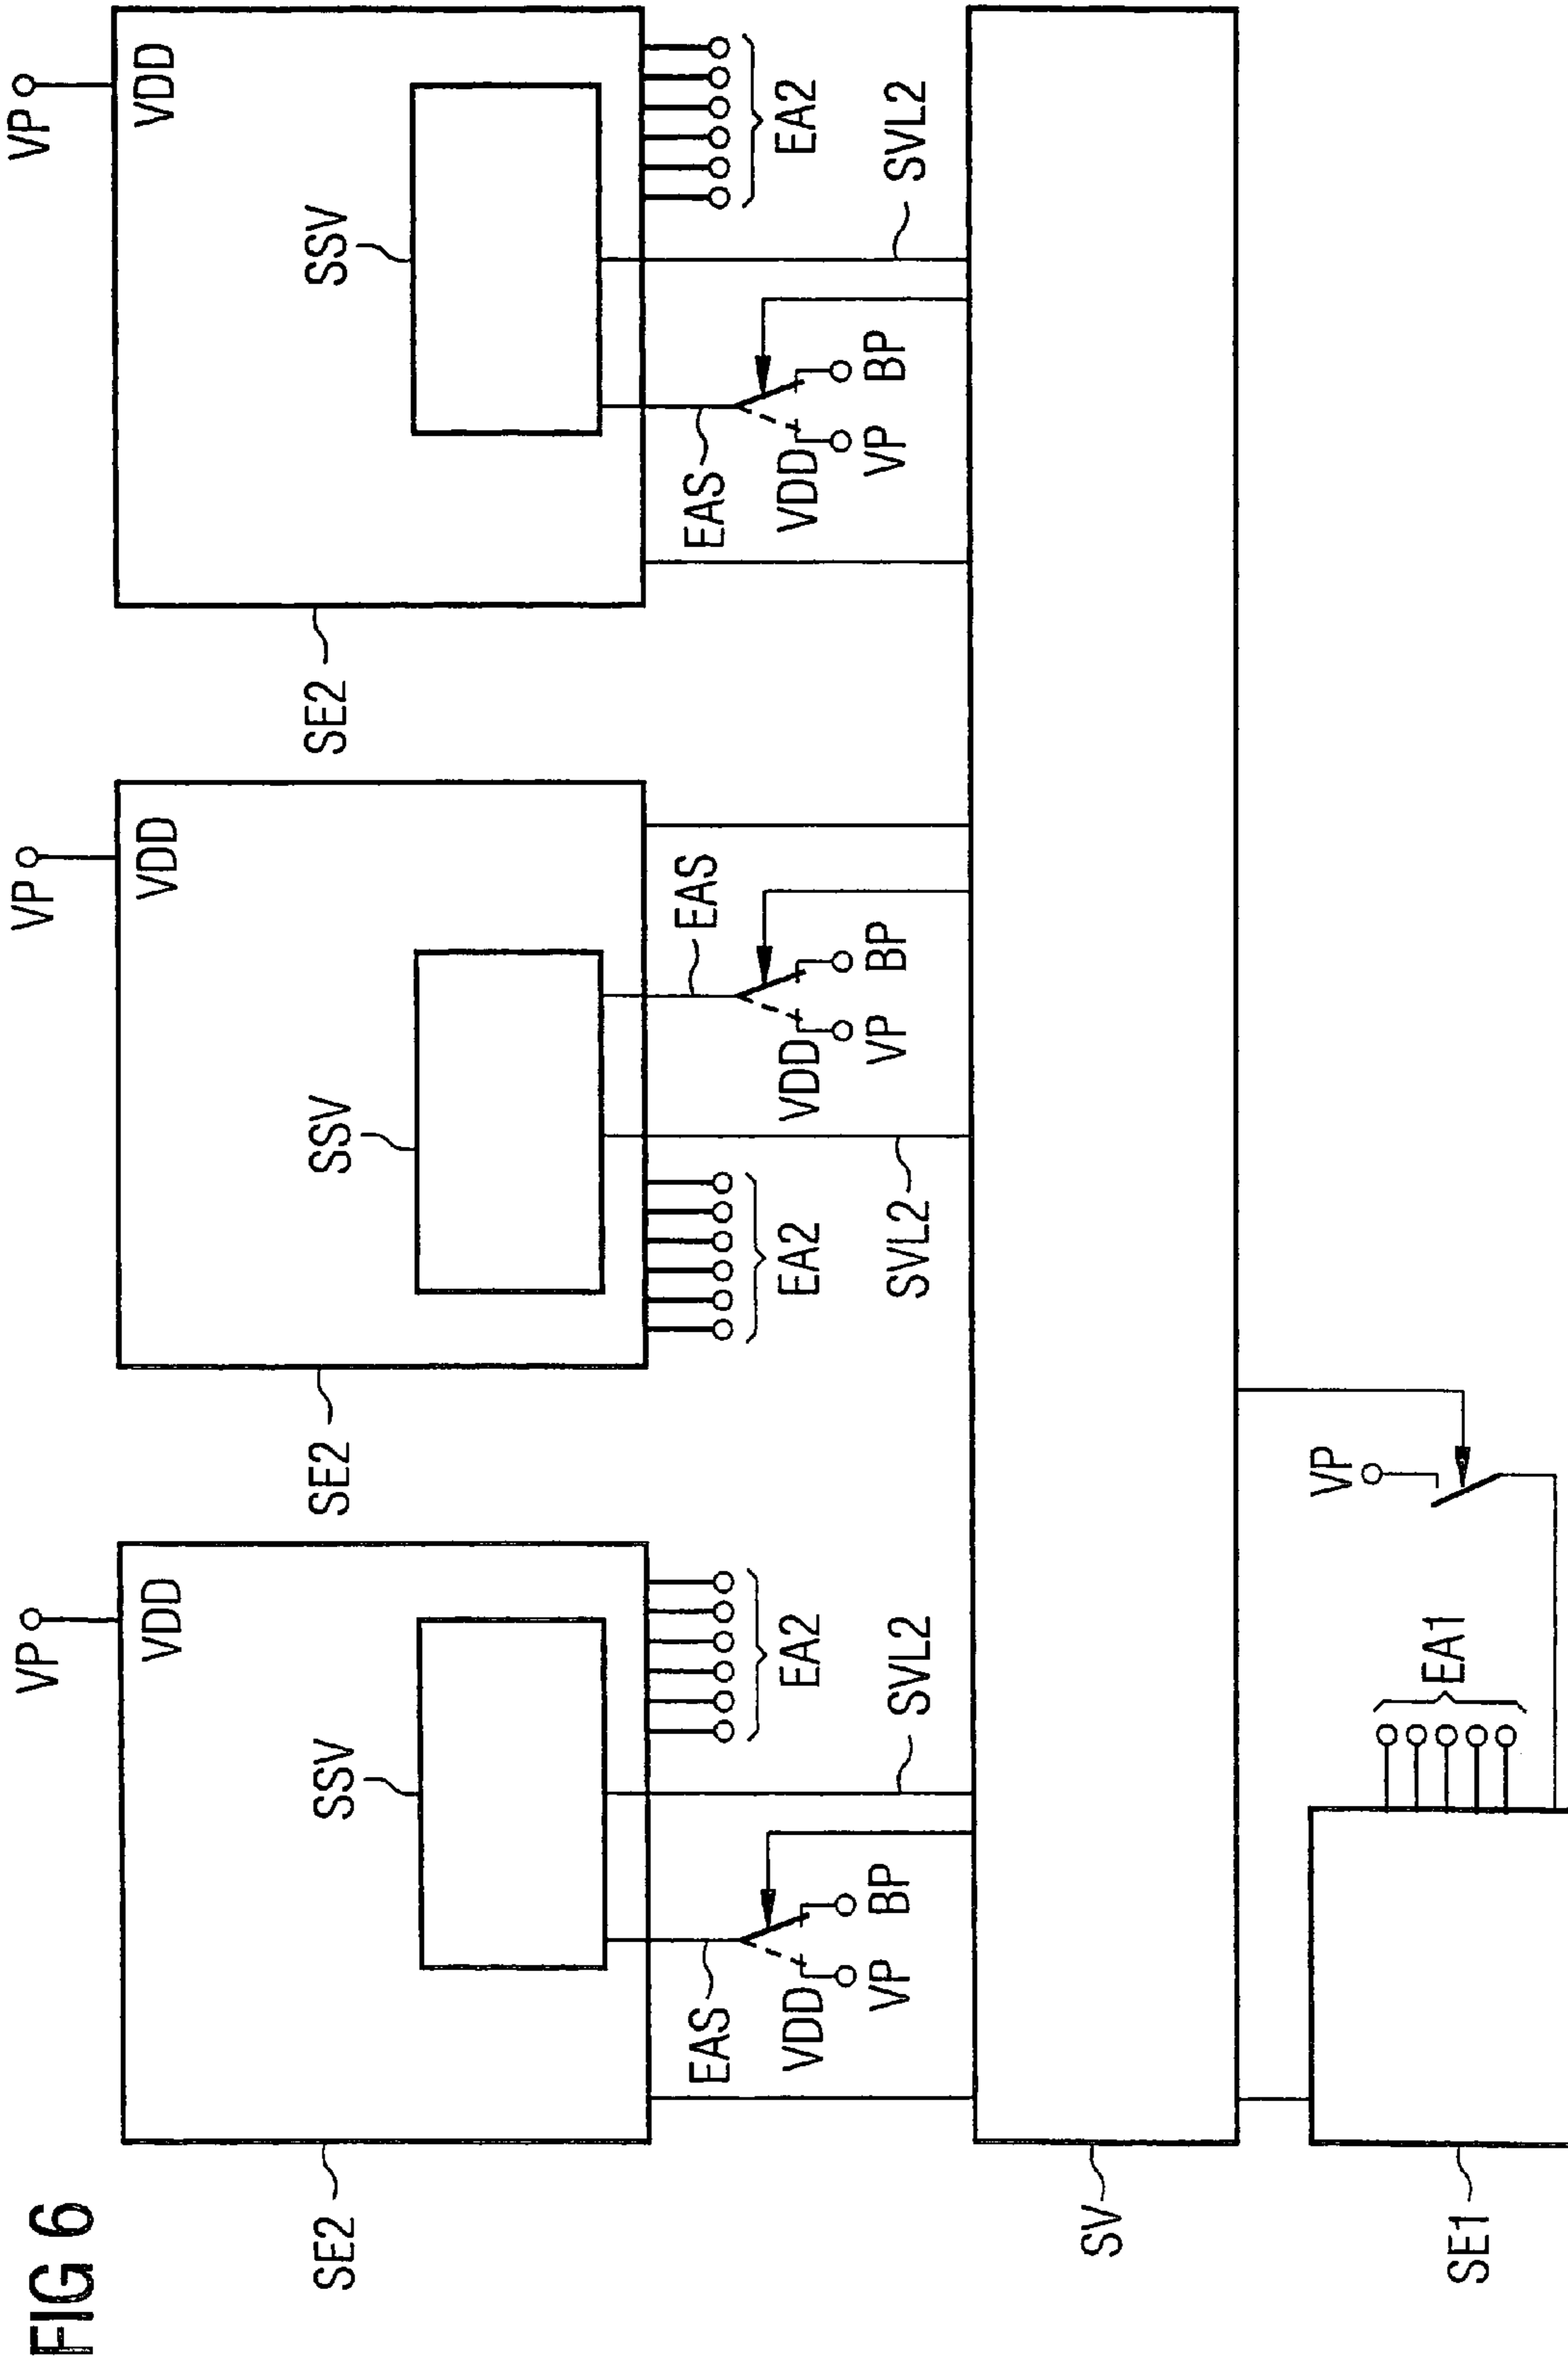 FIG 6
VP
VP
VP
VDD
VDD
VDD
SE2
SSV
SE2
SSV
SE2
SSV
EAS
EAS
EAS
VDD
EA2
EA2
VDD
VDD
EA2
VP
BP
SVL2
SVL2
VP
BP
VP
BP
SVL2
SV
VP
EA1
SE1